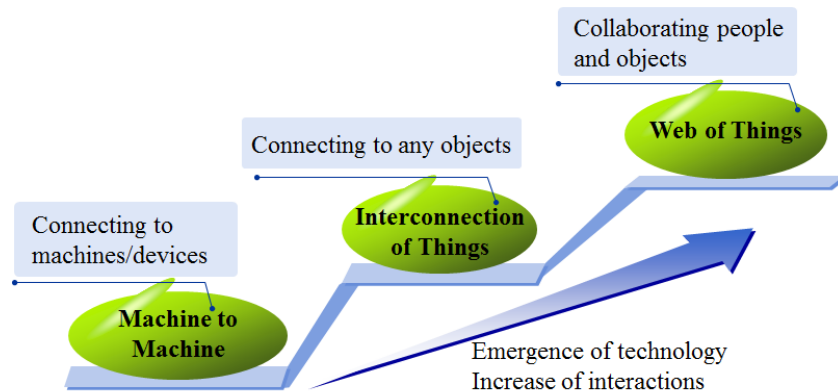 Collaborating people
and objects
Web of Things
Connecting to any objects
Interconnection
of Things
Connecting to
machines/devices
Machine to
Machine
Emergence of technology
Increase of interactions